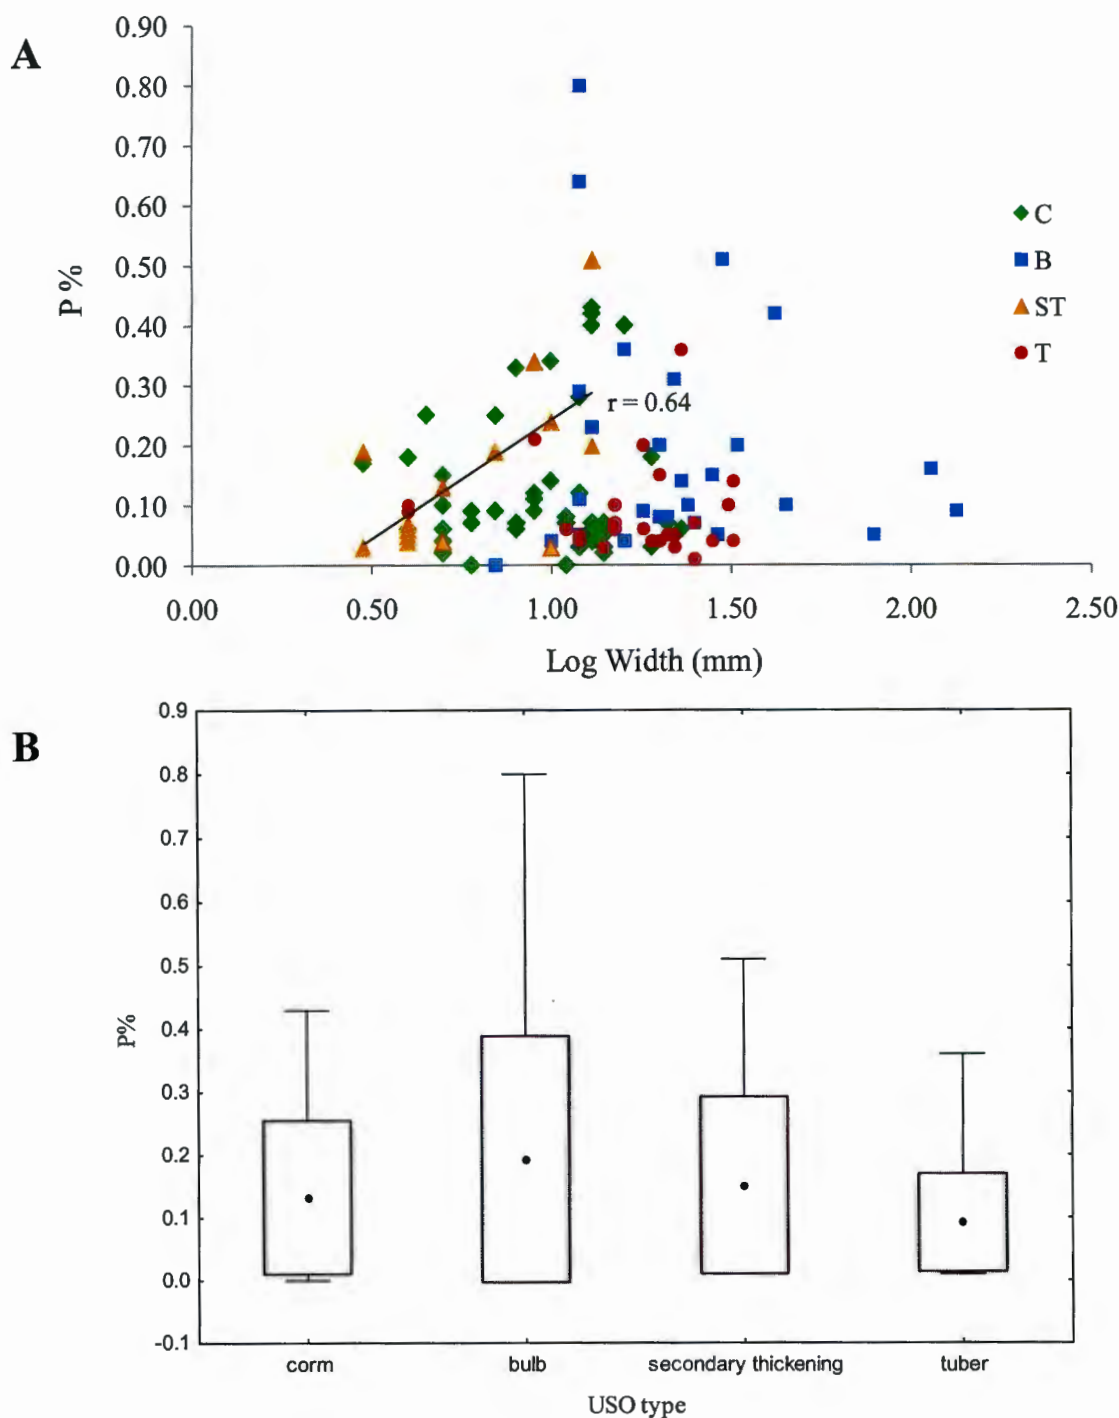 A
0.90
0.80
0.70
0.60
0.50
0.40
0.30
0.20
0.10
0.00
P %
0.00 0.50 1.00 1.50 2.00 2.50
Log Width (mm)
C
B
ST
T
r = 0.64
B
0.9
0.8
0.7
0.6
0.5
0.4
0.3
0.2
0.1
0.0
-0.1
P%
corm bulb secondary thickening tuber
USO type